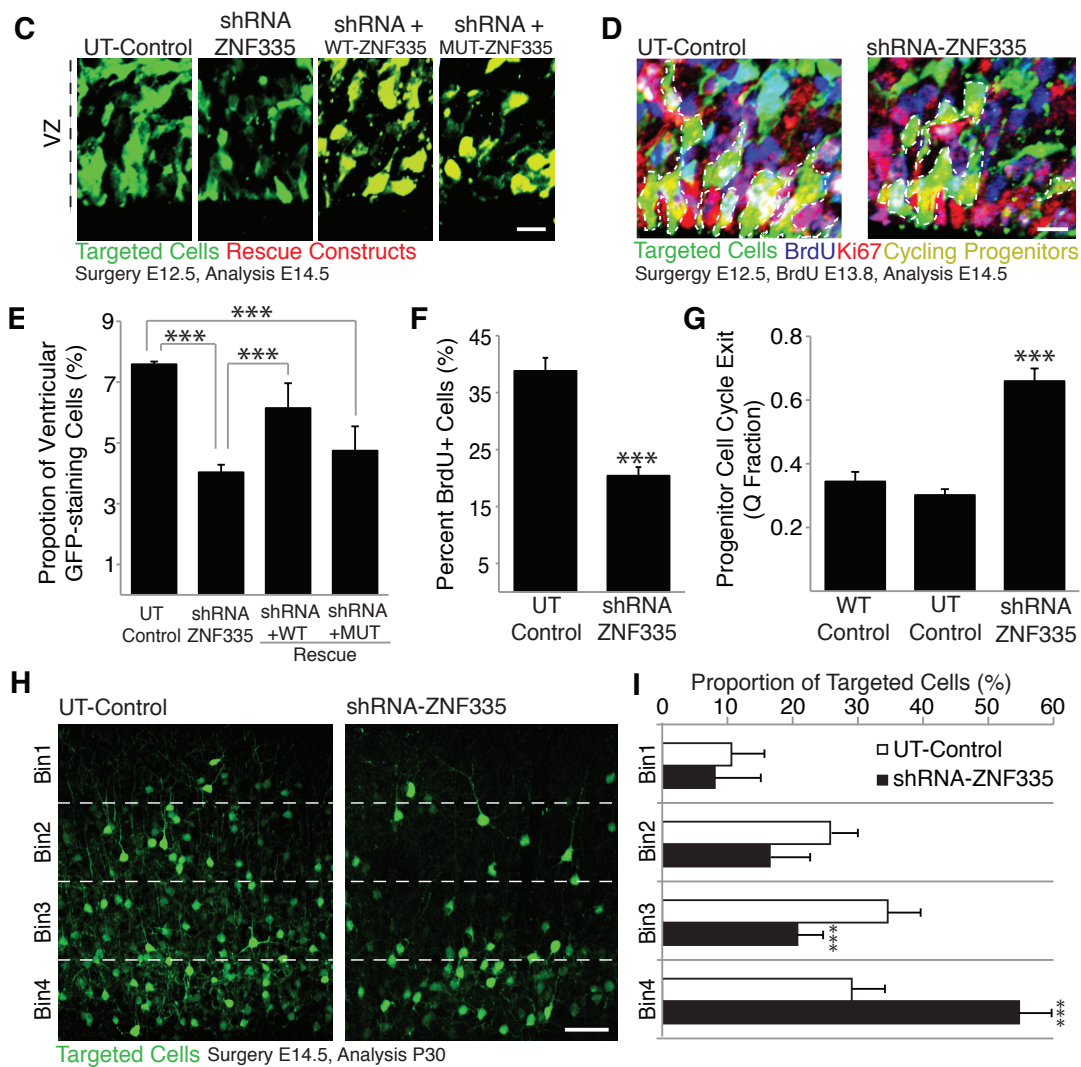 C
UT-Control
shRNA
ZNF335
shRNA +
WT-ZNF335
shRNA +
MUT-ZNF335
VZ
Targeted Cells Rescue Constructs
Surgery E12.5, Analysis E14.5
D
UT-Control
shRNA-ZNF335
Targeted Cells BrdUKi67Cycling Progenitors
Surgergy E12.5, BrdU E13.8, Analysis E14.5
E
Propotion of Ventricular
GFP-staining Cells (%)
9
7
5
3
1
***
***
***
UT
Control
shRNA
ZNF335
shRNA
+WT
shRNA
+MUT
Rescue
F
Percent BrdU+ Cells (%)
45
35
25
15
5
***
UT
Control
shRNA
ZNF335
G
Progenitor Cell Cycle Exit
(Q Fraction)
0.8
0.6
0.4
0.2
***
WT
Control
UT
Control
shRNA
ZNF335
H
UT-Control
shRNA-ZNF335
Bin1
Bin2
Bin3
Bin4
Targeted Cells Surgery E14.5, Analysis P30
I
Proportion of Targeted Cells (%)
0 10 20 30 40 50 60
UT-Control
shRNA-ZNF335
Bin1
Bin2
Bin3
***
Bin4
***